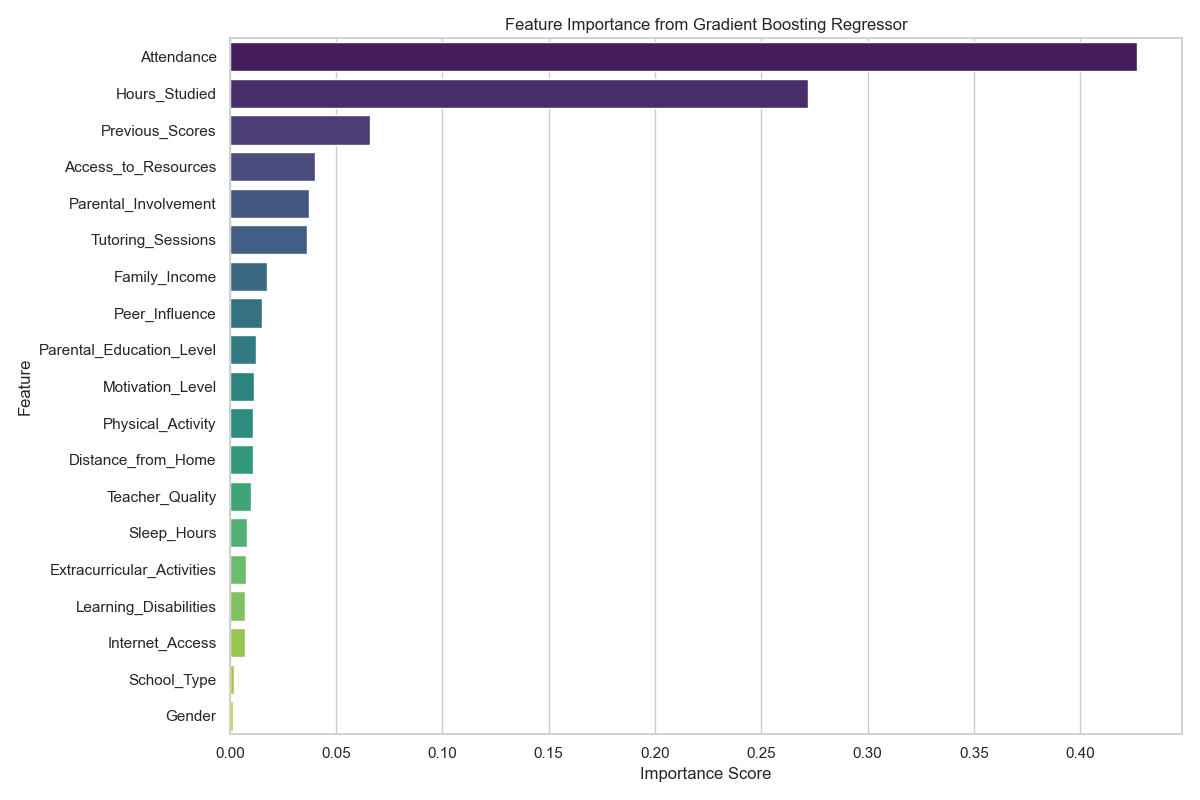 Feature Importance from Gradient Boosting Regressor
Attendance
Hours_Studied
Previous_Scores
Access_to_Resources
Parental_Involvement
Tutoring_Sessions
Family_Income
Peer_Influence
Parental_Education_Level
Motivation_Level
Physical_Activity
Distance_from_Home
Teacher_Quality
Sleep_Hours
Extracurricular_Activities
Learning_Disabilities
Internet_Access
School_Type
Gender
Feature
0.00 0.05 0.10 0.15 0.20 0.25 0.30 0.35 0.40
Importance Score